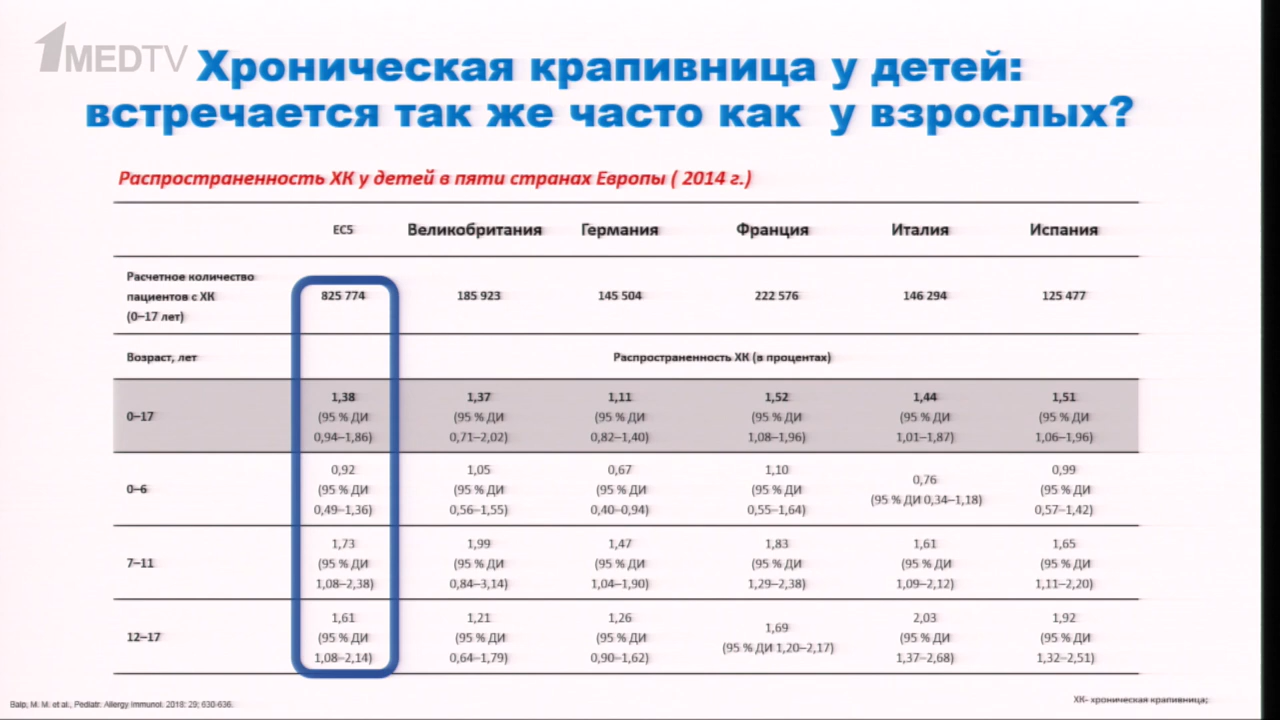 1MEDTV
Хроническая крапивница у детей:
встречается так же часто как у взрослых?
Распространенность ХК у детей в пяти странах Европы ( 2014 г.)
ЕС5 Великобритания Германия Франция Италия Испания
Расчетное количество
пациентов с ХК
(0–17 лет)
825 774 185 923 145 504 222 576 146 294 125 477
Возраст, лет Распространенность ХК (в процентах)
0–17
1,38 1,37 1,11 1,52 1,44 1,51
(95 % ДИ (95 % ДИ (95 % ДИ (95 % ДИ (95 % ДИ (95 % ДИ
0,94–1,86) 0,71–2,02) 0,82–1,40) 1,08–1,96) 1,01–1,87) 1,06–1,96)
0–6
0,92 1,05 0,67 1,10 0,76 0,99
(95 % ДИ (95 % ДИ (95 % ДИ (95 % ДИ (95 % ДИ 0,34–1,18) (95 % ДИ
0,49–1,36) 0,56–1,55) 0,40–0,94) 0,55–1,64) 0,57–1,42)
7–11
1,73 1,99 1,47 1,83 1,61 1,65
(95 % ДИ (95 % ДИ (95 % ДИ (95 % ДИ (95 % ДИ (95 % ДИ
1,08–2,38) 0,84–3,14) 1,04–1,90) 1,29–2,38) 1,09–2,12) 1,11–2,20)
12–17
1,61 1,21 1,26 1,69 2,03 1,92
(95 % ДИ (95 % ДИ (95 % ДИ (95 % ДИ 1,20–2,17) (95 % ДИ (95 % ДИ
1,08–2,14) 0,64–1,79) 0,90–1,62) 1,37–2,68) 1,32–2,51)
Balp, M. M. et al., Pediatr. Allergy Immunol. 2018: 29; 630-636.
ХК- хроническая крапивница;